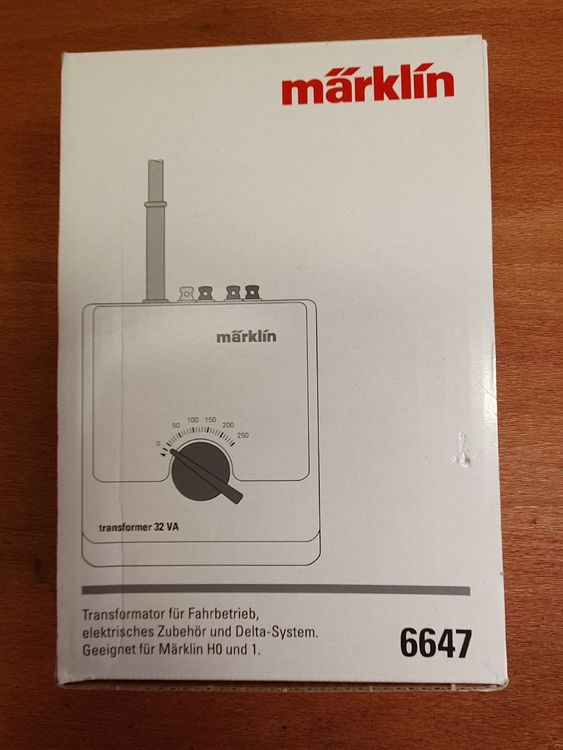 märklin
märklin
0 50 100 150 200 250
transformer 32 VA
Transformator für Fahrbetrieb,
elektrisches Zubehör und Delta-System.
Geeignet für Märklin H0 und 1.
6647